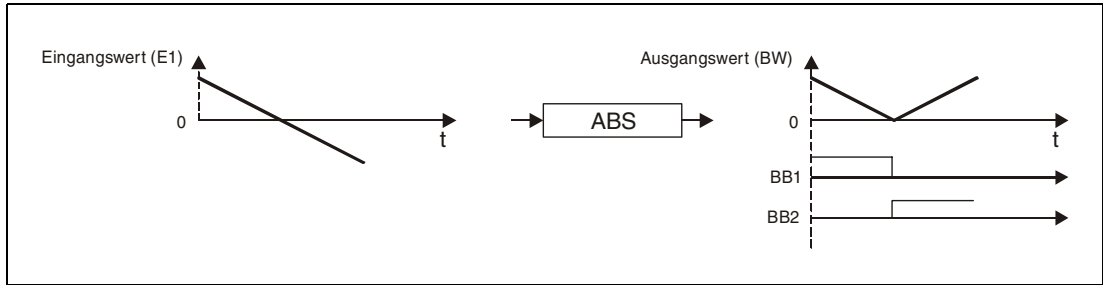 Eingangswert (E1)
0
t
ABS
Ausgangswert (BW)
0
t
BB1
BB2